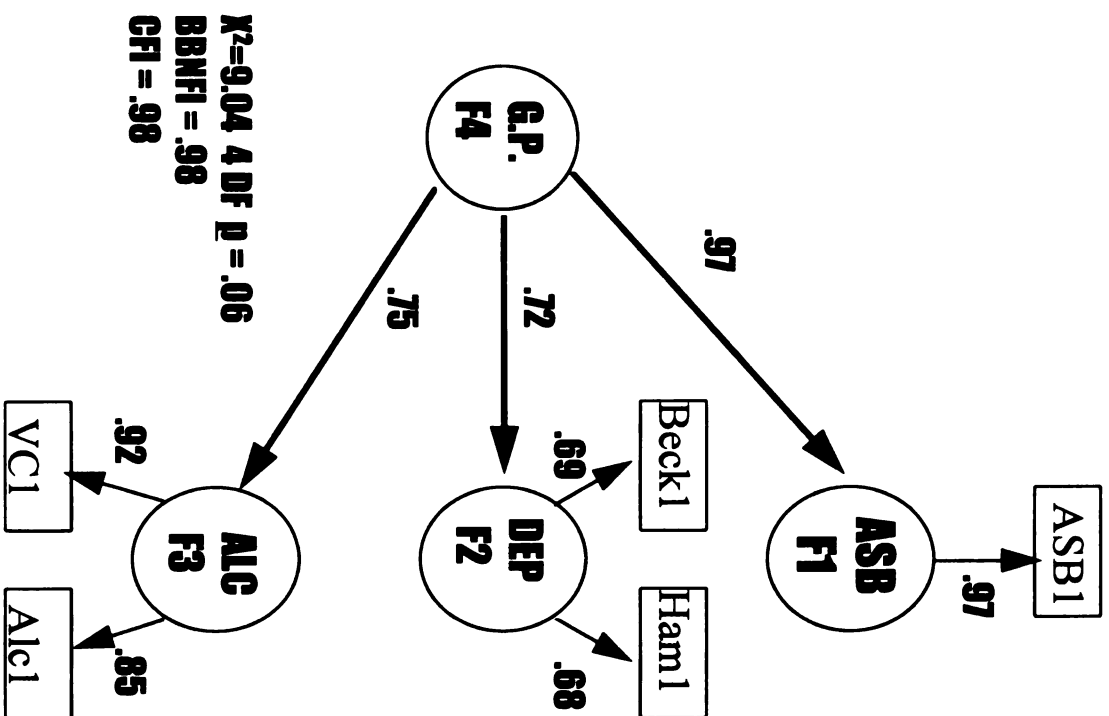 ASB1
.97
ASB
F1
.97
Beck1
Ham1
.69
.68
.72
G.P.
F4
DEP
F2
.75
ALC
F3
X²=9.04 4 DF p = .06
BBNFI = .98
CFI = .98
.92
.85
VC1
Alc1